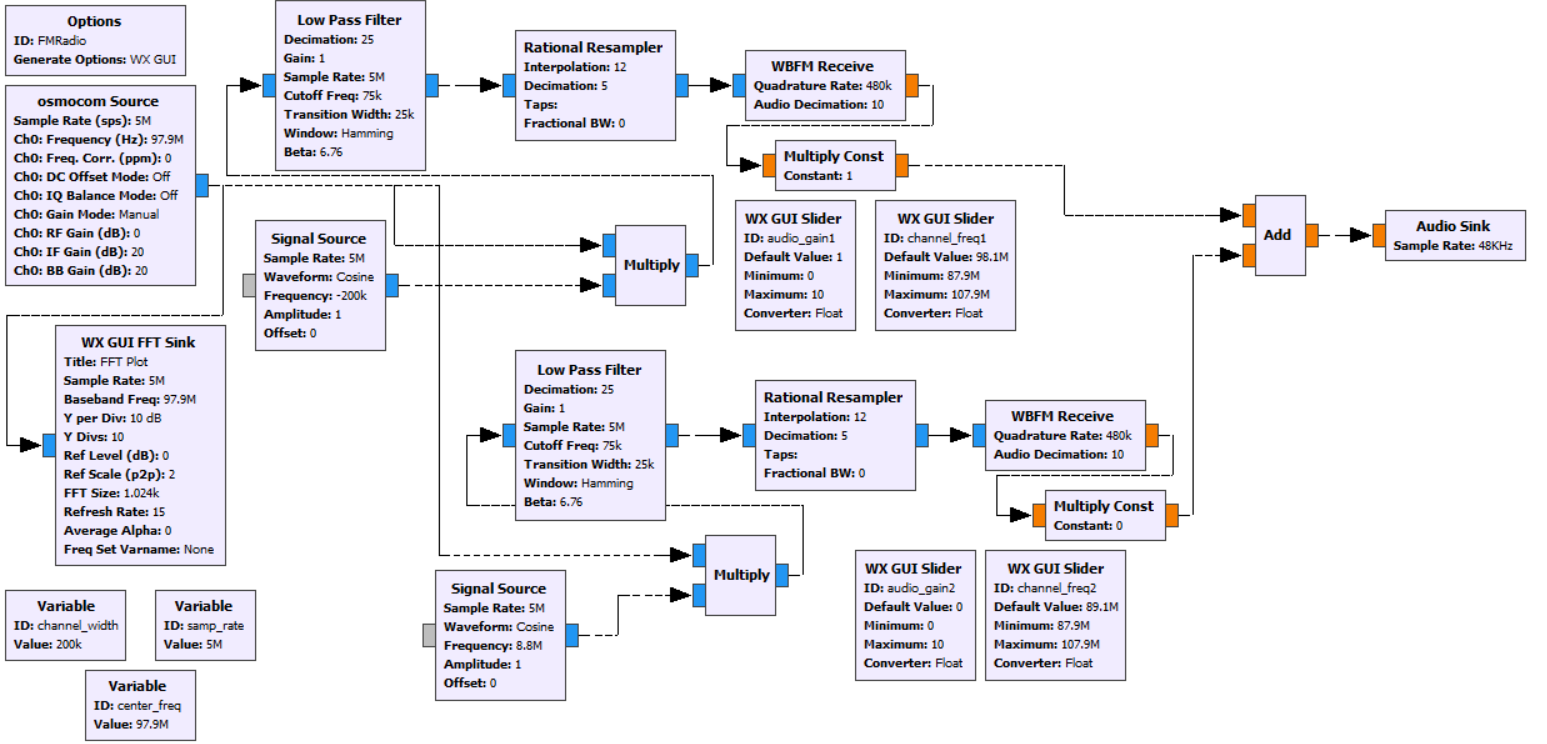 Options
ID: FMRadio
Generate Options: WX GUI
osmocom Source
Sample Rate (sps): 5M
Ch0: Frequency (Hz): 97.9M
Ch0: Freq. Corr. (ppm): 0
Ch0: DC Offset Mode: Off
Ch0: IQ Balance Mode: Off
Ch0: Gain Mode: Manual
Ch0: RF Gain (dB): 0
Ch0: IF Gain (dB): 20
Ch0: BB Gain (dB): 20
Low Pass Filter
Decimation: 25
Gain: 1
Sample Rate: 5M
Cutoff Freq: 75k
Transition Width: 25k
Window: Hamming
Beta: 6.76
Rational Resampler
Interpolation: 12
Decimation: 5
Taps:
Fractional BW: 0
WBFM Receive
Quadrature Rate: 480k
Audio Decimation: 10
Multiply Const
Constant: 1
Signal Source
Sample Rate: 5M
Waveform: Cosine
Frequency: -200k
Amplitude: 1
Offset: 0
Multiply
WX GUI Slider
ID: audio_gain1
Default Value: 1
Minimum: 0
Maximum: 10
Converter: Float
WX GUI Slider
ID: channel_freq1
Default Value: 98.1M
Minimum: 87.9M
Maximum: 107.9M
Converter: Float
Add
Audio Sink
Sample Rate: 48KHz
WX GUI FFT Sink
Title: FFT Plot
Sample Rate: 5M
Baseband Freq: 97.9M
Y per Div: 10 dB
Y Divs: 10
Ref Level (dB): 0
Ref Scale (p2p): 2
FFT Size: 1.024k
Refresh Rate: 15
Average Alpha: 0
Freq Set Varname: None
Low Pass Filter
Decimation: 25
Gain: 1
Sample Rate: 5M
Cutoff Freq: 75k
Transition Width: 25k
Window: Hamming
Beta: 6.76
Rational Resampler
Interpolation: 12
Decimation: 5
Taps:
Fractional BW: 0
WBFM Receive
Quadrature Rate: 480k
Audio Decimation: 10
Multiply Const
Constant: 0
Multiply
Signal Source
Sample Rate: 5M
Waveform: Cosine
Frequency: 8.8M
Amplitude: 1
Offset: 0
WX GUI Slider
ID: audio_gain2
Default Value: 0
Minimum: 0
Maximum: 10
Converter: Float
WX GUI Slider
ID: channel_freq2
Default Value: 89.1M
Minimum: 87.9M
Maximum: 107.9M
Converter: Float
Variable
ID: channel_width
Value: 200k
Variable
ID: samp_rate
Value: 5M
Variable
ID: center_freq
Value: 97.9M